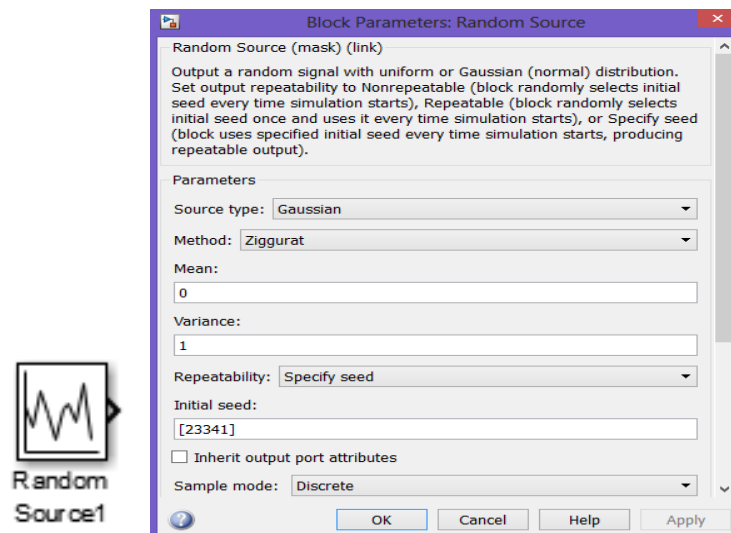 Block Parameters: Random Source
Random Source (mask) (link)
Output a random signal with uniform or Gaussian (normal) distribution.
Set output repeatability to Nonrepeatable (block randomly selects initial
seed every time simulation starts), Repeatable (block randomly selects
initial seed once and uses it every time simulation starts), or Specify seed
(block uses specified initial seed every time simulation starts, producing
repeatable output).
Parameters
Source type: Gaussian
Method: Ziggurat
Mean:
0
Variance:
1
Repeatability: Specify seed
Initial seed:
[23341]
Inherit output port attributes
Sample mode: Discrete
OK Cancel Help Apply
Random
Source1